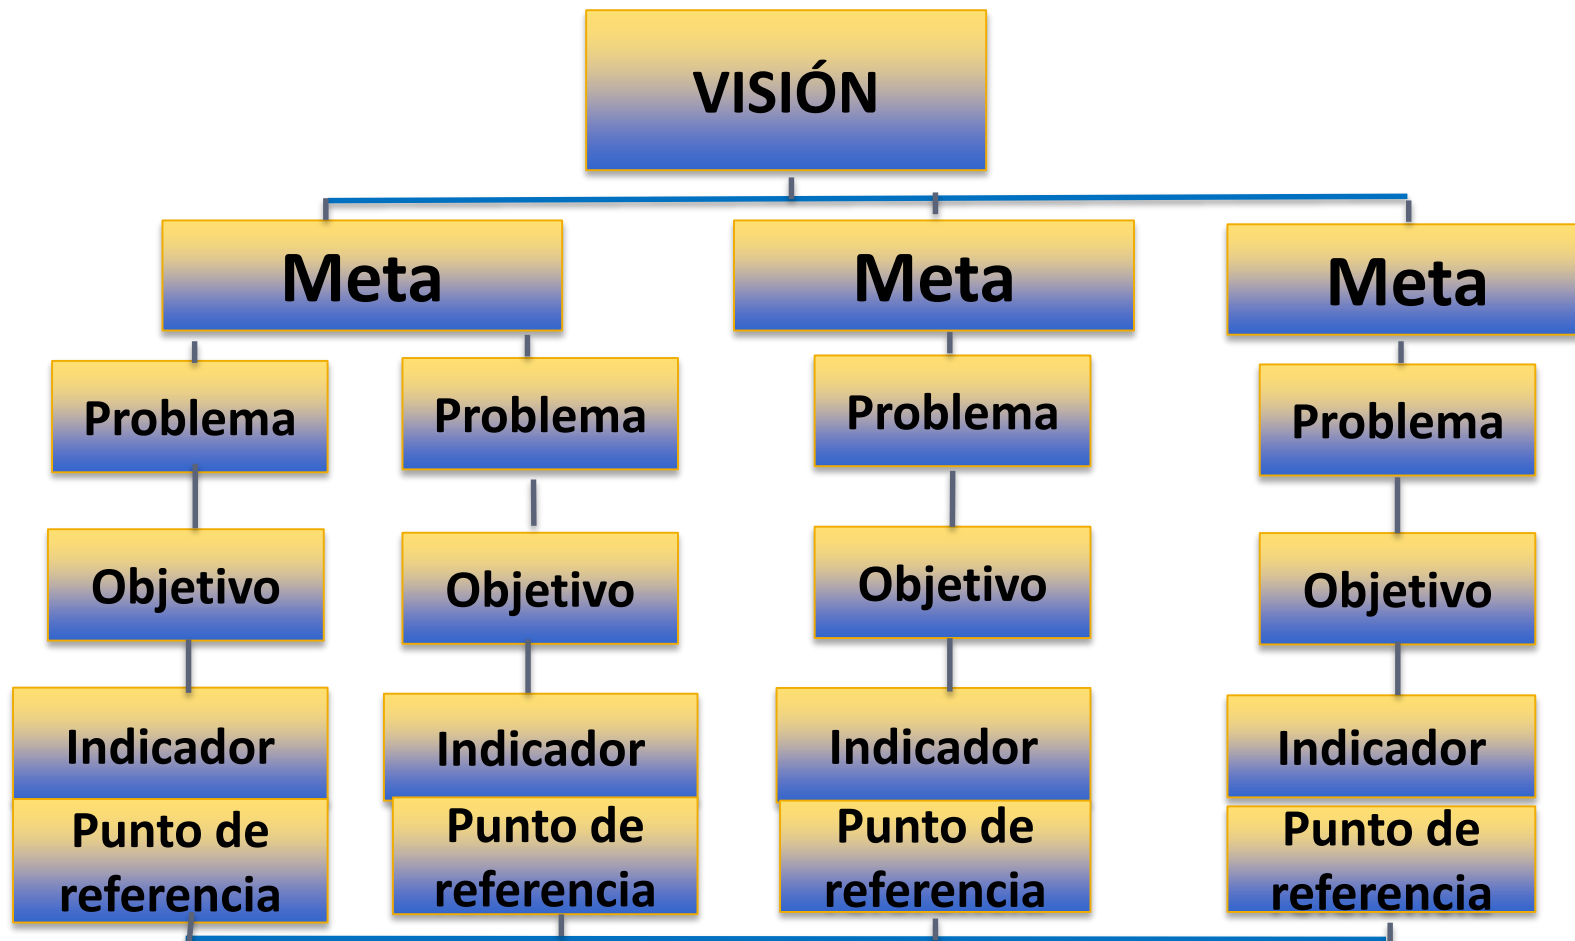 VISIÓN
Meta
Meta
Meta
Problema
Problema
Problema
Problema
Objetivo
Objetivo
Objetivo
Objetivo
Indicador
Indicador
Indicador
Indicador
Punto de
referencia
Punto de
referencia
Punto de
referencia
Punto de
referencia